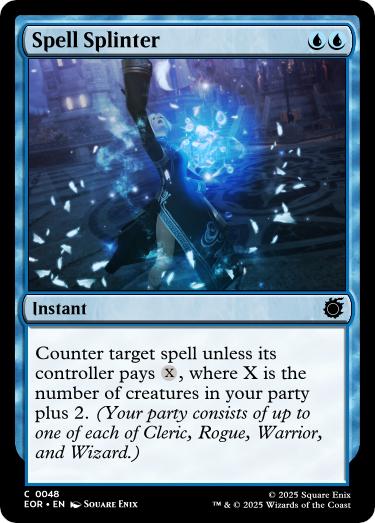 Spell Splinter
Instant
Counter target spell unless its
controller pays X, where X is the
number of creatures in your party
plus 2. (Your party consists of up to
one of each of Cleric, Rogue, Warrior,
and Wizard.)
C 0048
EOR • EN Square Enix
© 2025 Square Enix
™ & © 2025 Wizards of the Coast